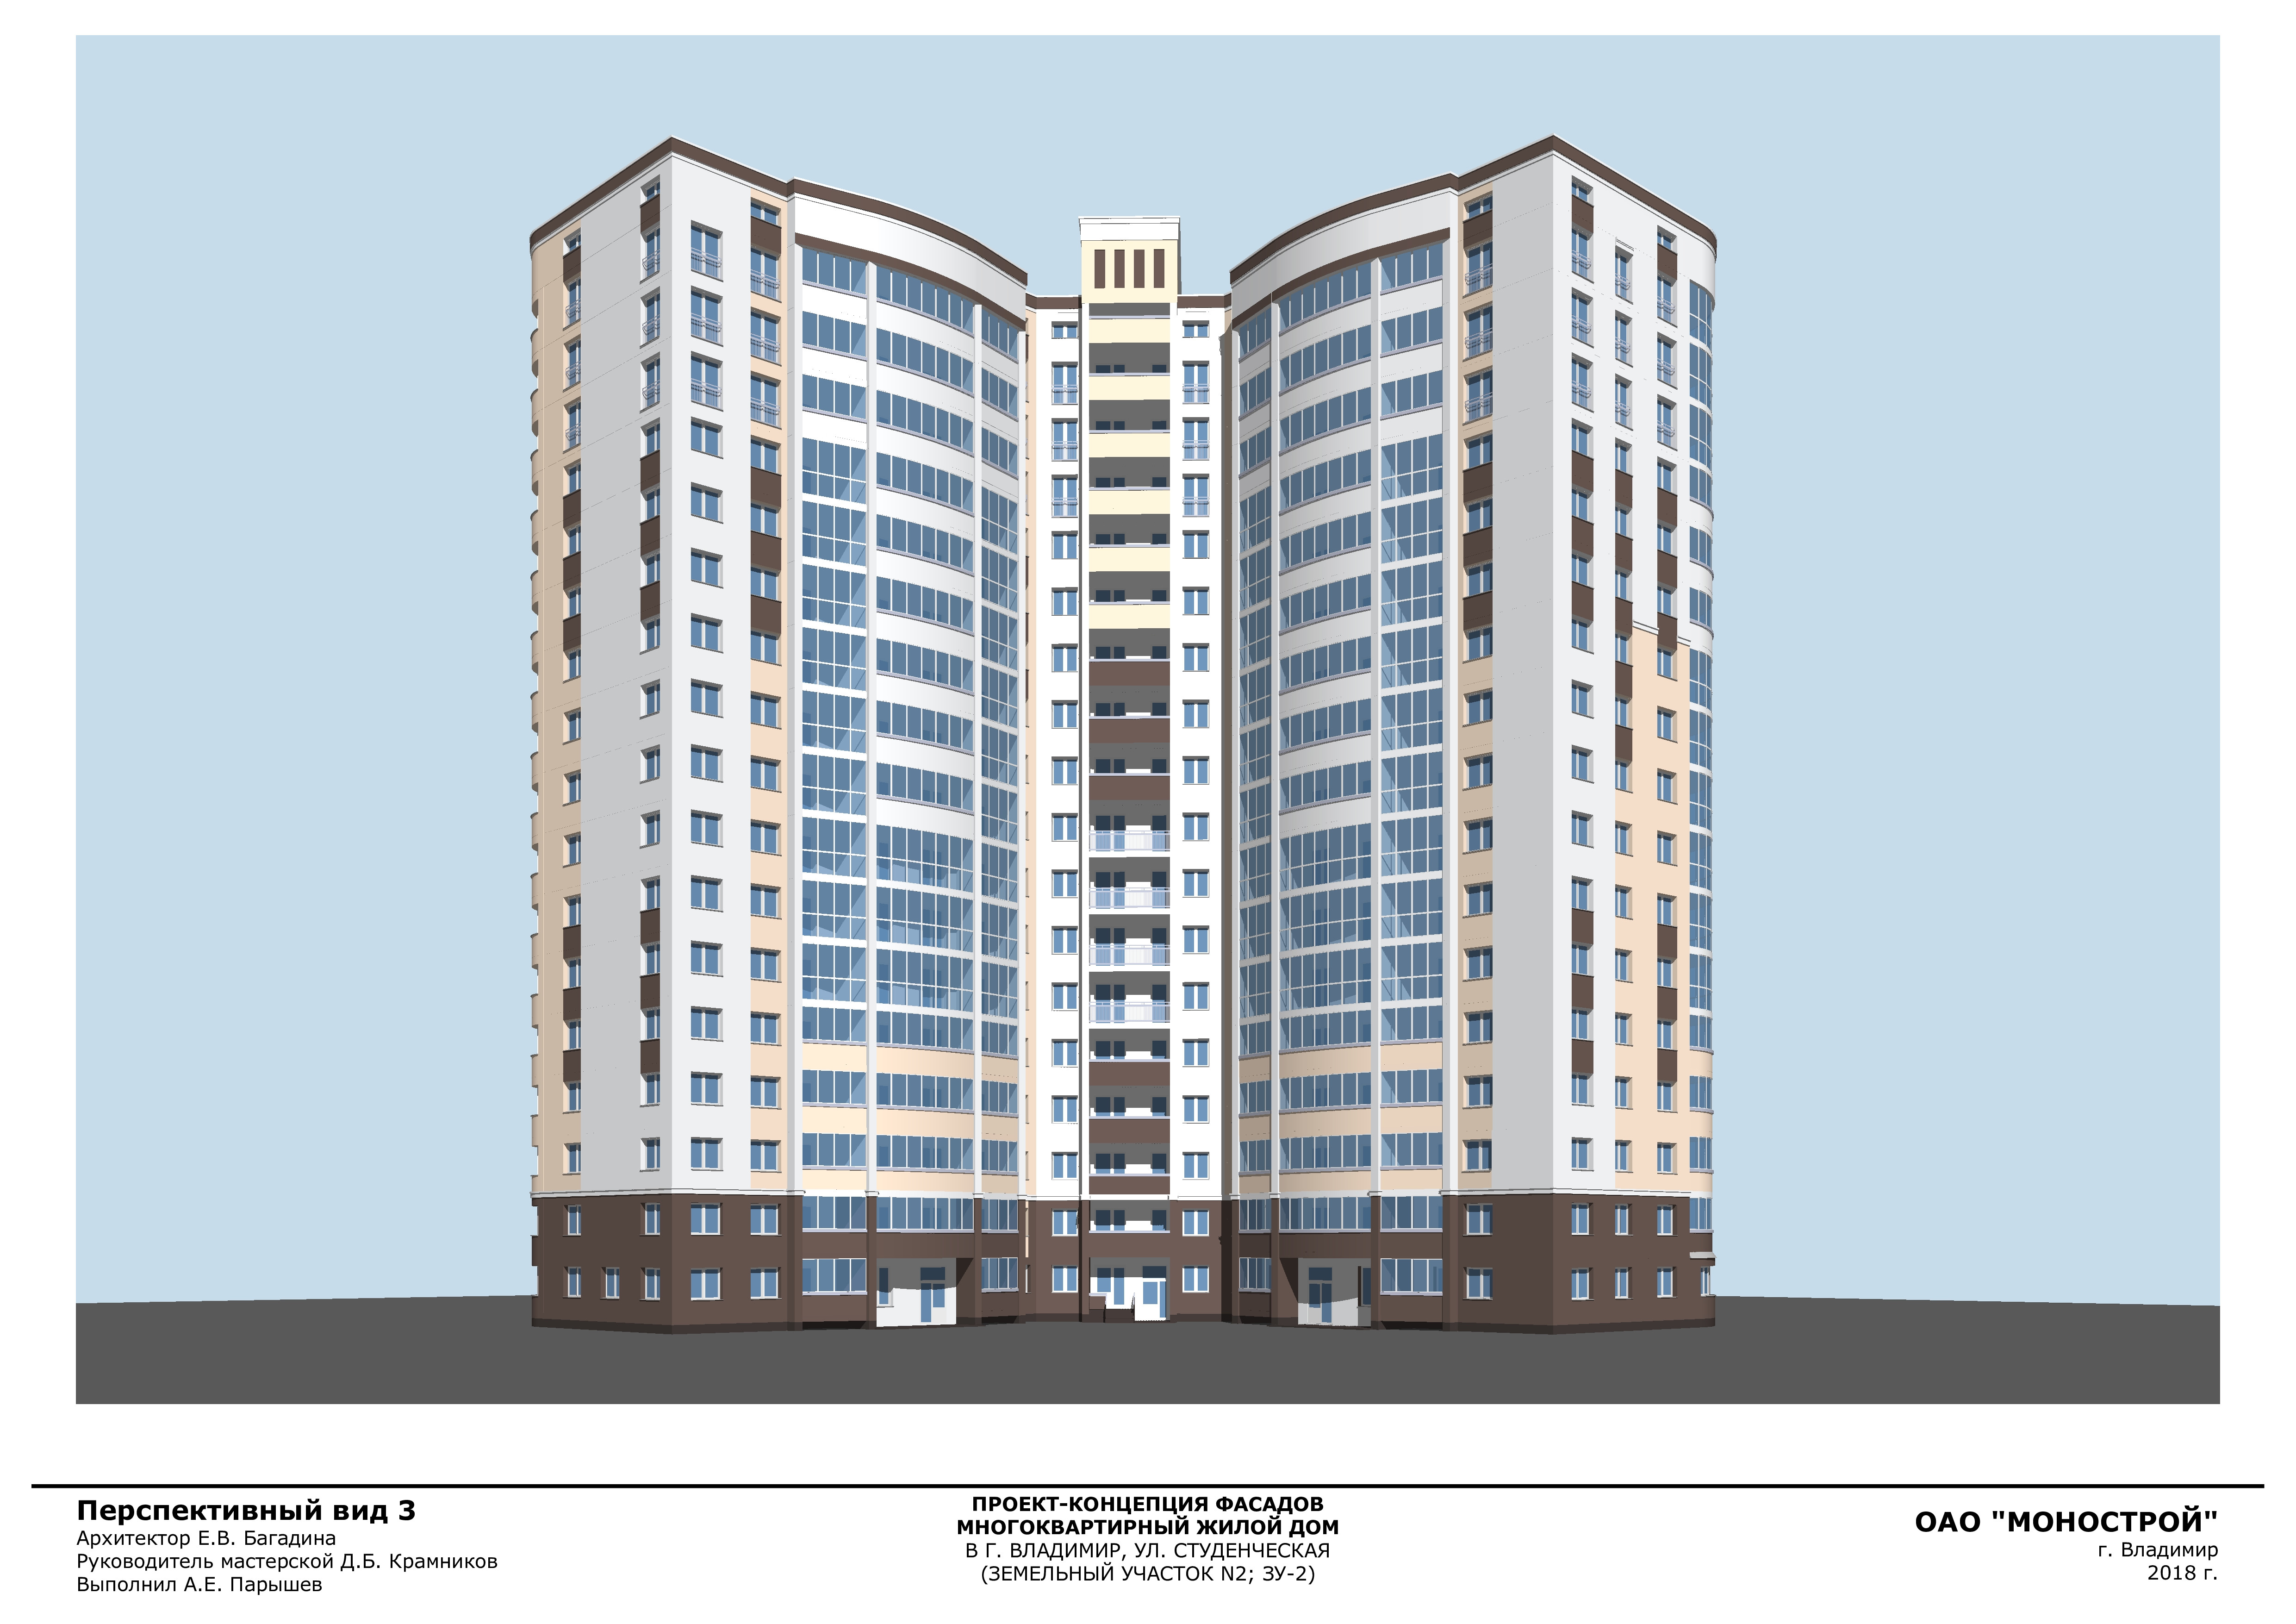 Перспективный вид 3
Архитектор Е.В. Багадина
Руководитель мастерской Д.Б. Крамников
Выполнил А.Е. Парышев
ПРОЕКТ-КОНЦЕПЦИЯ ФАСАДОВ
МНОГОКВАРТИРНЫЙ ЖИЛОЙ ДОМ
В Г. ВЛАДИМИР, УЛ. СТУДЕНЧЕСКАЯ
(ЗЕМЕЛЬНЫЙ УЧАСТОК N2; ЗУ-2)
ОАО "МОНОСТРОЙ"
г. Владимир
2018 г.